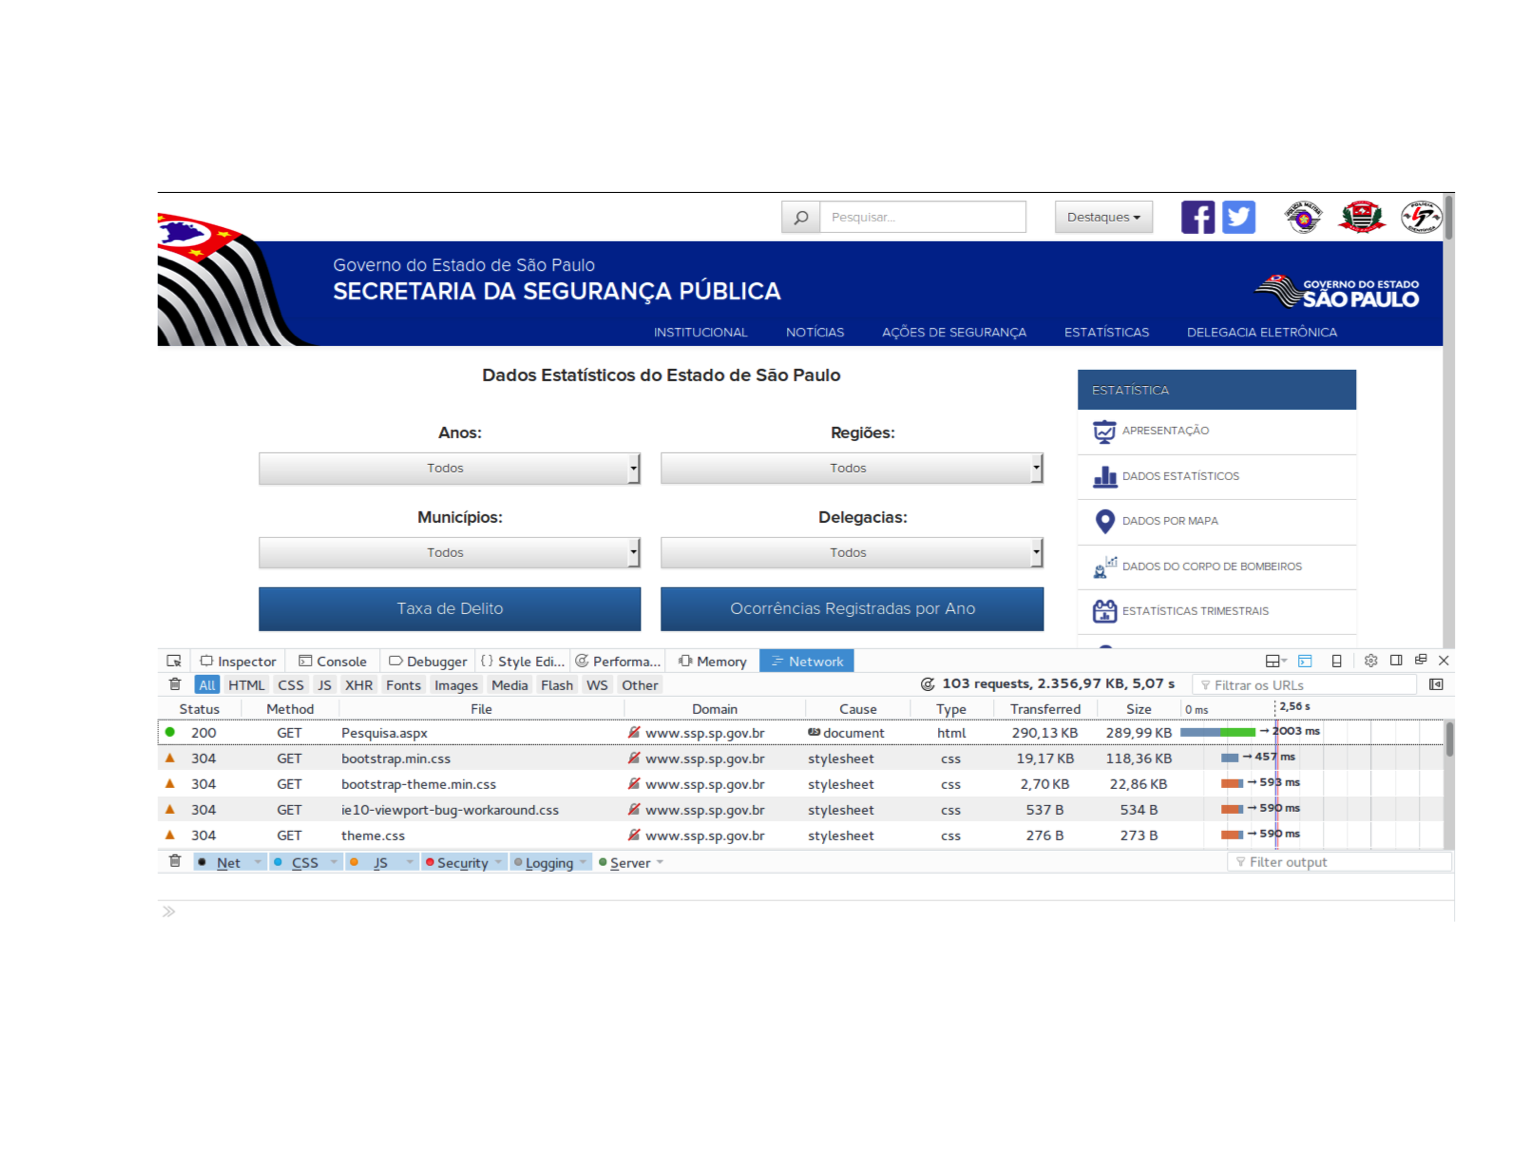 Pesquisar...
Destaques
Governo do Estado de São Paulo
SECRETARIA DA SEGURANÇA PÚBLICA
GOVERNO DO ESTADO
SÃO PAULO
INSTITUCIONAL NOTÍCIAS AÇÕES DE SEGURANÇA ESTATÍSTICAS DELEGACIA ELETRÔNICA
Dados Estatísticos do Estado de São Paulo
Anos: Regiões:
Todos Todos
Municípios: Delegacias:
Todos Todos
Taxa de Delito Ocorrências Registradas por Ano
ESTATÍSTICA
APRESENTAÇÃO
DADOS ESTATÍSTICOS
DADOS POR MAPA
DADOS DO CORPO DE BOMBEIROS
ESTATÍSTICAS TRIMESTRAIS
Inspector Console Debugger {} Style Edi... Performa... Memory Network
All HTML CSS JS XHR Fonts Images Media Flash WS Other 103 requests, 2.356,97 KB, 5,07 s Filtrar os URLs
Status Method File Domain Cause Type Transferred Size 0 ms 2,56 s
200 GET Pesquisa.aspx www.ssp.sp.gov.br JS document html 290,13 KB 289,99 KB → 2003 ms
304 GET bootstrap.min.css www.ssp.sp.gov.br stylesheet css 19,17 KB 118,36 KB → 457 ms
304 GET bootstrap-theme.min.css www.ssp.sp.gov.br stylesheet css 2,70 KB 22,86 KB → 593 ms
304 GET ie10-viewport-bug-workaround.css www.ssp.sp.gov.br stylesheet css 537 B 534 B → 590 ms
304 GET theme.css www.ssp.sp.gov.br stylesheet css 276 B 273 B → 590 ms
Net CSS JS Security Logging Server Filter output